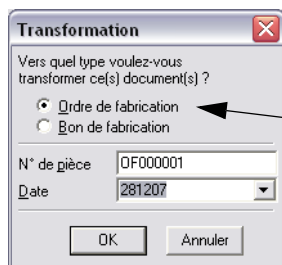 Transformation
Vers quel type voulez-vous
transformer ce(s) document(s) ?
Ordre de fabrication
Bon de fabrication
N° de pièce OF000001
Date 281207
OK Annuler